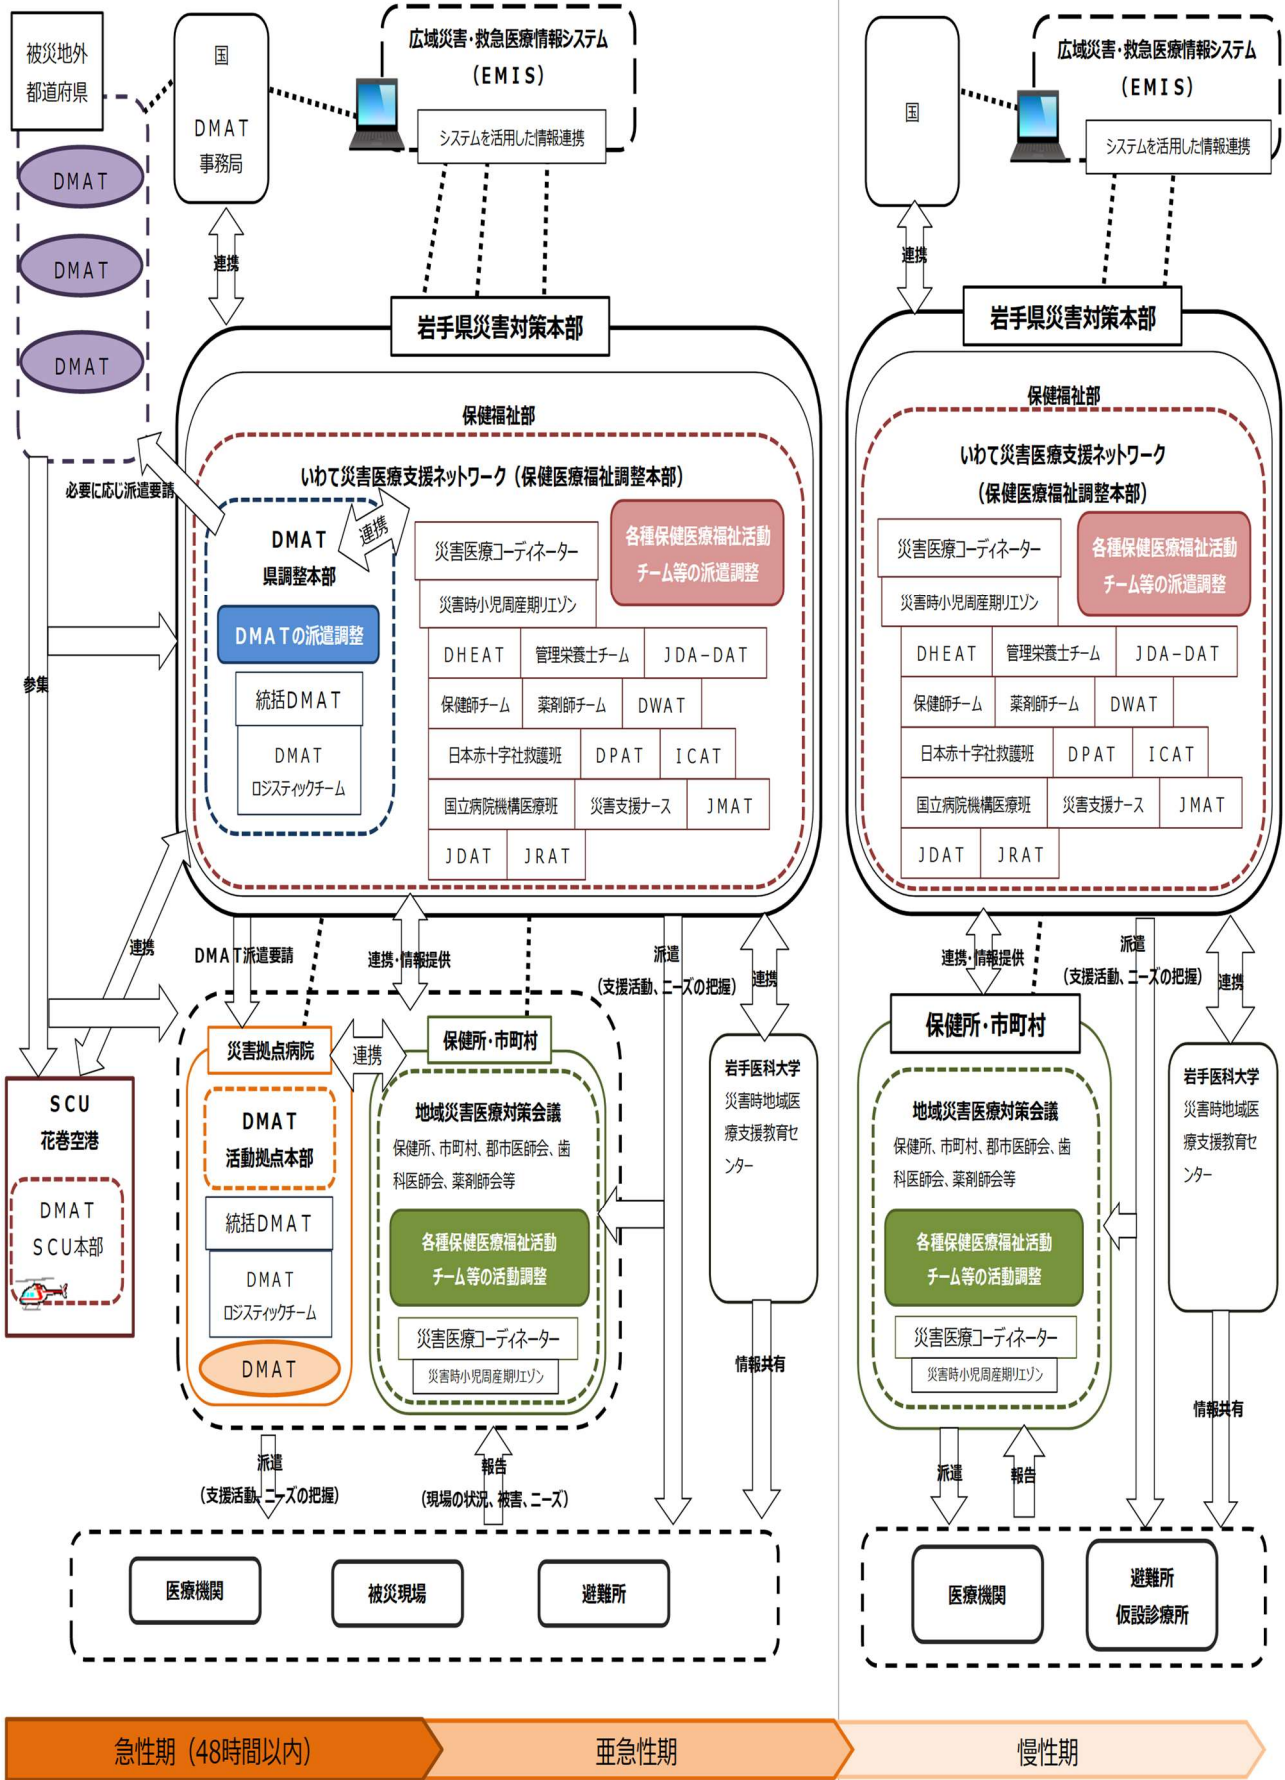 被災地外
都道府県
DMAT
DMAT
DMAT
国
DMAT
事務局
広域災害・救急医療情報システム
(EMIS)
システムを活用した情報連携
連携
岩手県災害対策本部
保健福祉部
いわて災害医療支援ネットワーク（保健医療福祉調整本部）
必要に応じ派遣要請
DMAT
県調整本部
連携
DMATの派遣調整
統括DMAT
DMAT
ロジスティックチーム
災害医療コーディネーター
災害時小児周産期リエゾン
各種保健医療福祉活動
チーム等の派遣調整
DHEAT
管理栄養士チーム
JDA−DAT
保健師チーム
薬剤師チーム
DWAT
日本赤十字社救護班
DPAT
ICAT
国立病院機構医療班
災害支援ナース
JMAT
JDAT
JRAT
参集
連携
DMAT派遣要請
連携・情報提供
派遣
(支援活動、ニーズの把握)
連携
災害拠点病院
連携
保健所・市町村
DMAT
活動拠点本部
統括DMAT
DMAT
ロジスティックチーム
DMAT
地域災害医療対策会議
保健所、市町村、郡市医師会、歯
科医師会、薬剤師会等
各種保健医療福祉活動
チーム等の活動調整
災害医療コーディネーター
災害時小児周産期リエゾン
岩手医科大学
災害時地域医
療支援教育セ
ンター
SCU
花巻空港
DMAT
SCU本部
情報共有
派遣
(支援活動、ニーズの把握)
報告
(現場の状況、被害、ニーズ)
医療機関
被災現場
避難所
国
広域災害・救急医療情報システム
(EMIS)
システムを活用した情報連携
連携
岩手県災害対策本部
保健福祉部
いわて災害医療支援ネットワーク
（保健医療福祉調整本部）
災害医療コーディネーター
災害時小児周産期リエゾン
各種保健医療福祉活動
チーム等の派遣調整
DHEAT
管理栄養士チーム
JDA−DAT
保健師チーム
薬剤師チーム
DWAT
日本赤十字社救護班
DPAT
ICAT
国立病院機構医療班
災害支援ナース
JMAT
JDAT
JRAT
連携・情報提供
派遣
(支援活動、ニーズの把握)
連携
保健所・市町村
地域災害医療対策会議
保健所、市町村、郡市医師会、歯
科医師会、薬剤師会等
各種保健医療福祉活動
チーム等の活動調整
災害医療コーディネーター
災害時小児周産期リエゾン
岩手医科大学
災害時地域医
療支援教育セ
ンター
情報共有
派遣
報告
医療機関
避難所
仮設診療所
急性期（48時間以内）
亜急性期
慢性期